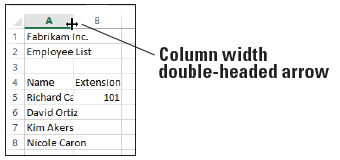 A B
1 Fabrikam Inc.
2 Employee List
3
4 Name Extension
5 Richard Ca 101
6 David Ortiz
7 Kim Akers
8 Nicole Caron
Column width
double-headed arrow